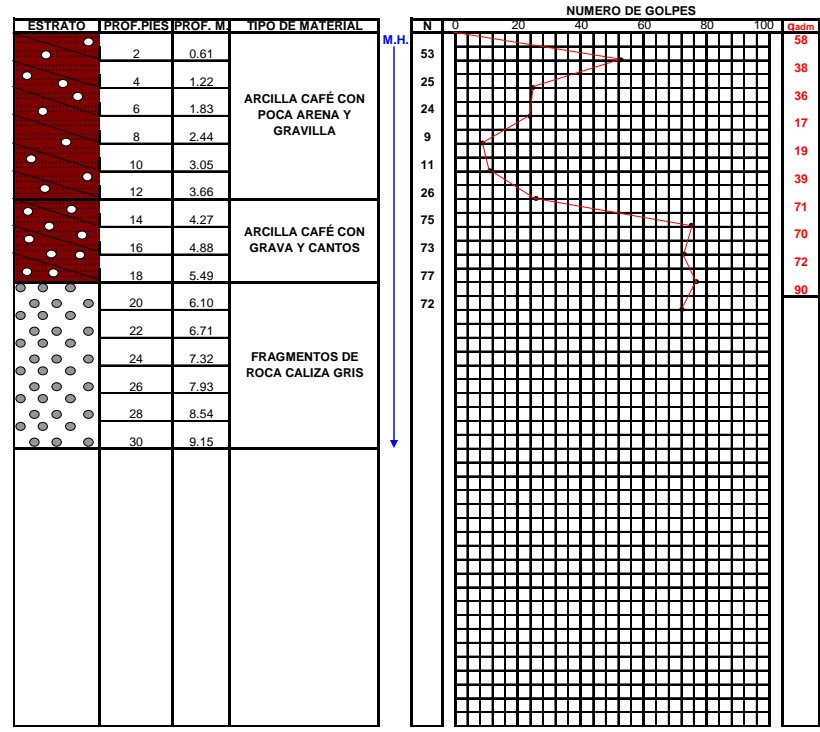 NUMERO DE GOLPES
ESTRATO PROF.PIES PROF. M. TIPO DE MATERIAL N 0 20 40 60 80 100 qadm
M.H. 58
2 0.61 53
38
4 1.22 25
36
ARCILLA CAFÉ CON
POCA ARENA Y
GRAVILLA
6 1.83 24
17
8 2.44 9
19
10 3.05 11
39
12 3.66 26
71
14 4.27 75
70
ARCILLA CAFÉ CON
GRAVA Y CANTOS
16 4.88 73
72
18 5.49 77
90
20 6.10 72
22 6.71
24 7.32
FRAGMENTOS DE
ROCA CALIZA GRIS
26 7.93
28 8.54
30 9.15